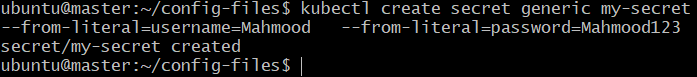 ubuntu@master:~/config-files$ kubectl create secret generic my-secret
--from-literal=username=Mahmood   --from-literal=password=Mahmood123
secret/my-secret created
ubuntu@master:~/config-files$